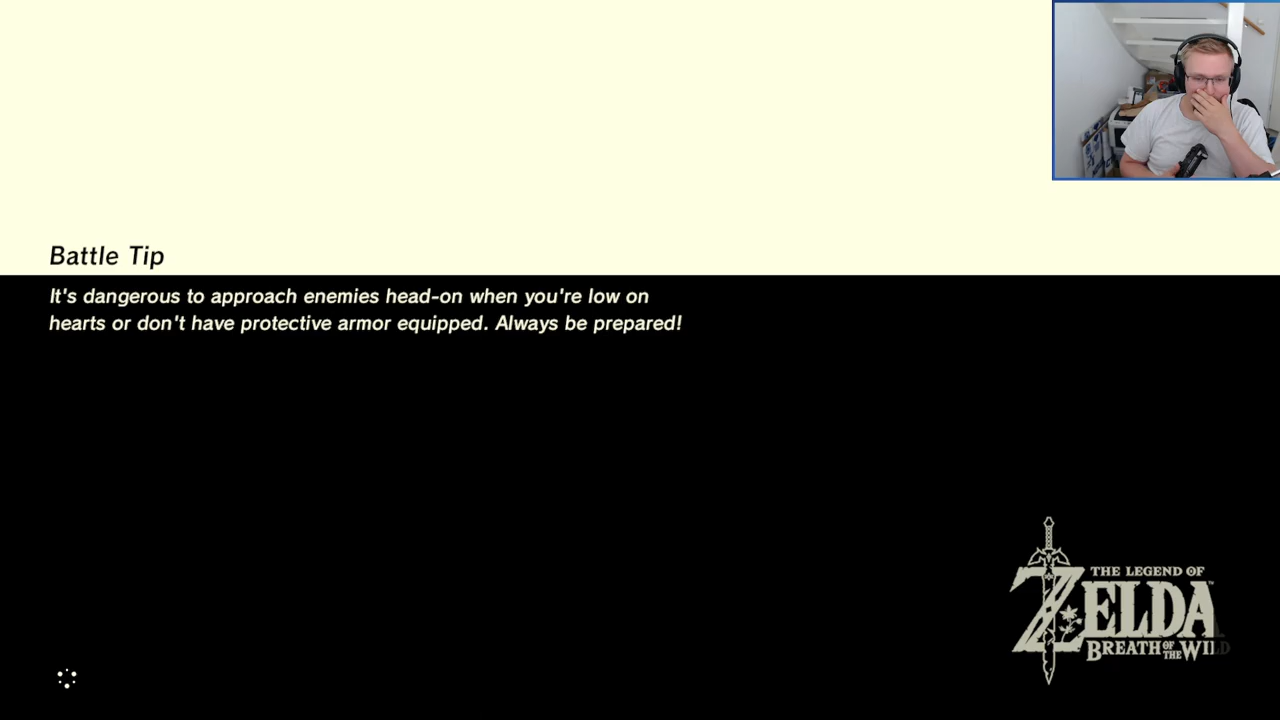 Battle Tip
It's dangerous to approach enemies head-on when you're low on
hearts or don't have protective armor equipped. Always be prepared!
THE LEGEND OF
ZELDA
BREATH OF THE WILD